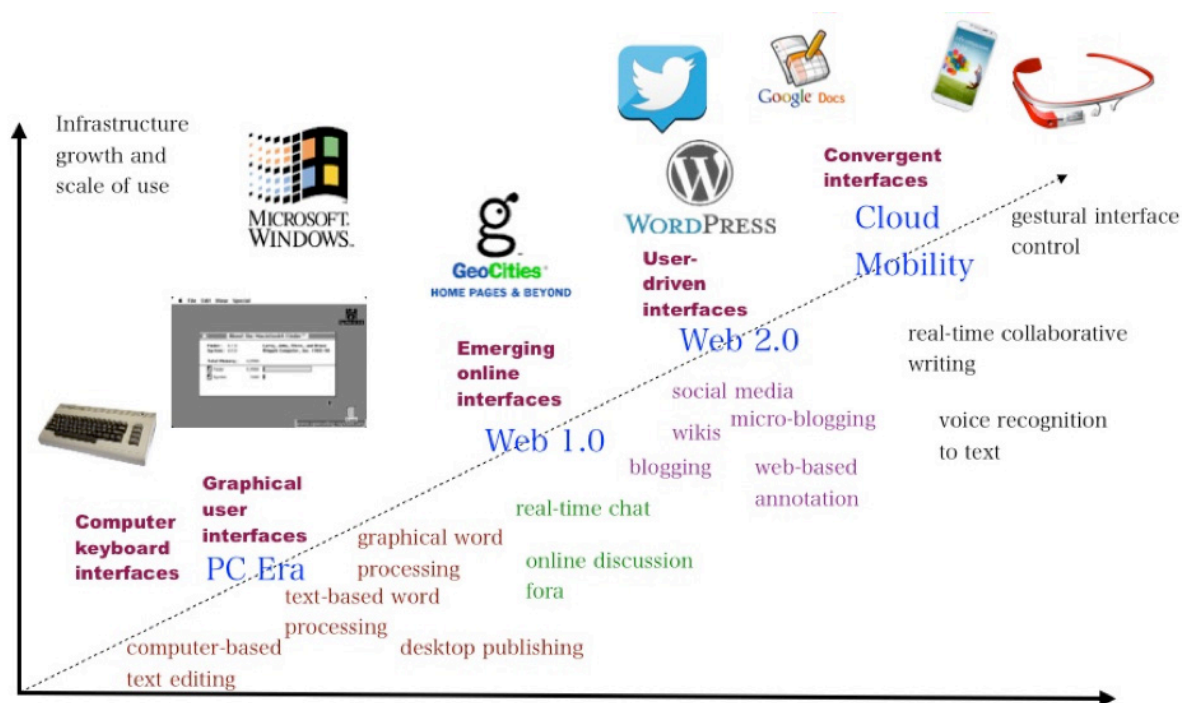 Google Docs
Infrastructure
growth and
scale of use
MICROSOFT.
WINDOWS.
GeoCities
HOME PAGES & BEYOND
WORDPRESS
Convergent
interfaces
Cloud
Mobility
gestural interface
control
User-
driven
interfaces
Web 2.0
real-time collaborative
writing
File Edit View Special
Emerging
online
interfaces
Web 1.0
social media
micro-blogging
wikis
blogging
web-based
annotation
voice recognition
to text
Computer
keyboard
interfaces
Graphical
user
interfaces
PC Era
real-time chat
graphical word
processing
online discussion
fora
text-based word
processing
computer-based
text editing
desktop publishing